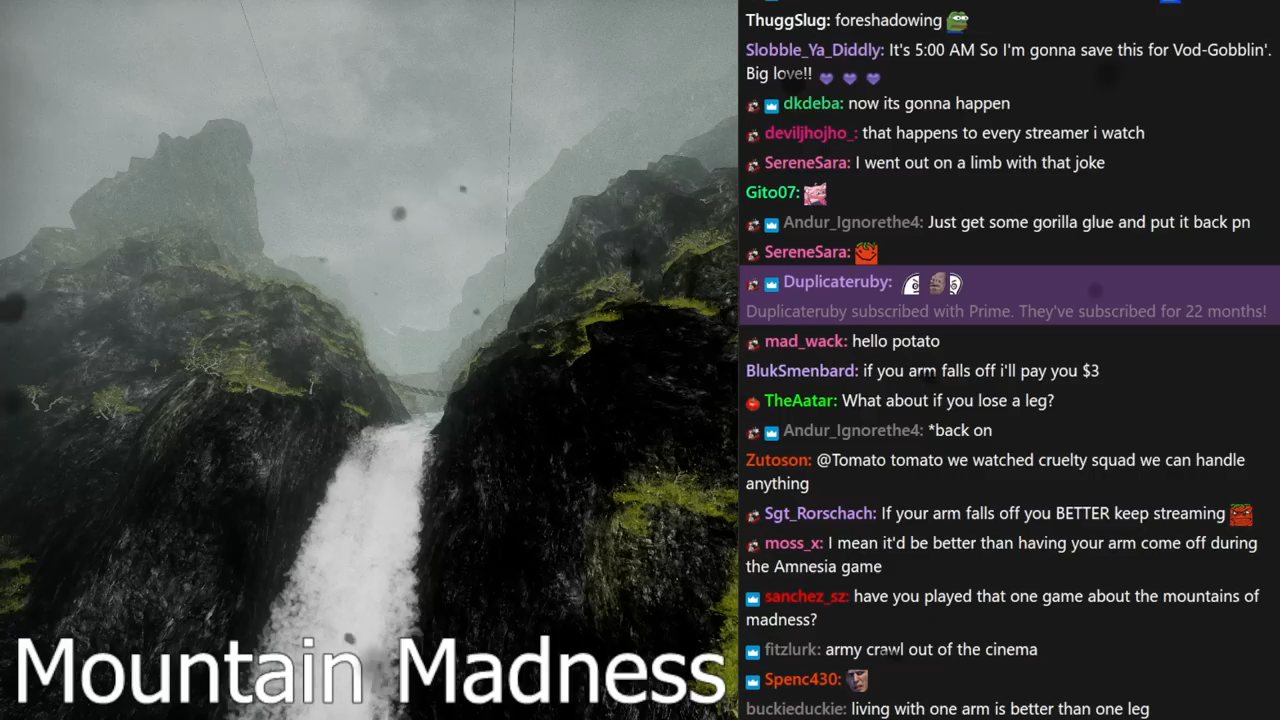 ThuggSlug: foreshadowing
Slobble_Ya_Diddly: It's 5:00 AM So I'm gonna save this for Vod-Gobblin'.
Big love!!
dkdeba: now its gonna happen
deviljhojho_: that happens to every streamer i watch
SereneSara: I went out on a limb with that joke
Gito07:
Andur_Ignorethe4: Just get some gorilla glue and put it back pn
SereneSara:
Duplicateruby:
Duplicateruby subscribed with Prime. They've subscribed for 22 months!
mad_wack: hello potato
BlukSmenbard: if you arm falls off i'll pay you $3
TheAatar: What about if you lose a leg?
Andur_Ignorethe4: *back on
Zutoson: @Tomato tomato we watched cruelty squad we can handle
anything
Sgt_Rorschach: If your arm falls off you BETTER keep streaming
moss_x: I mean it'd be better than having your arm come off during
the Amnesia game
sanchez_sz: have you played that one game about the mountains of
madness?
fitzlurk: army crawl out of the cinema
Spenc430:
buckieduckie: living with one arm is better than one leg
Mountain Madness